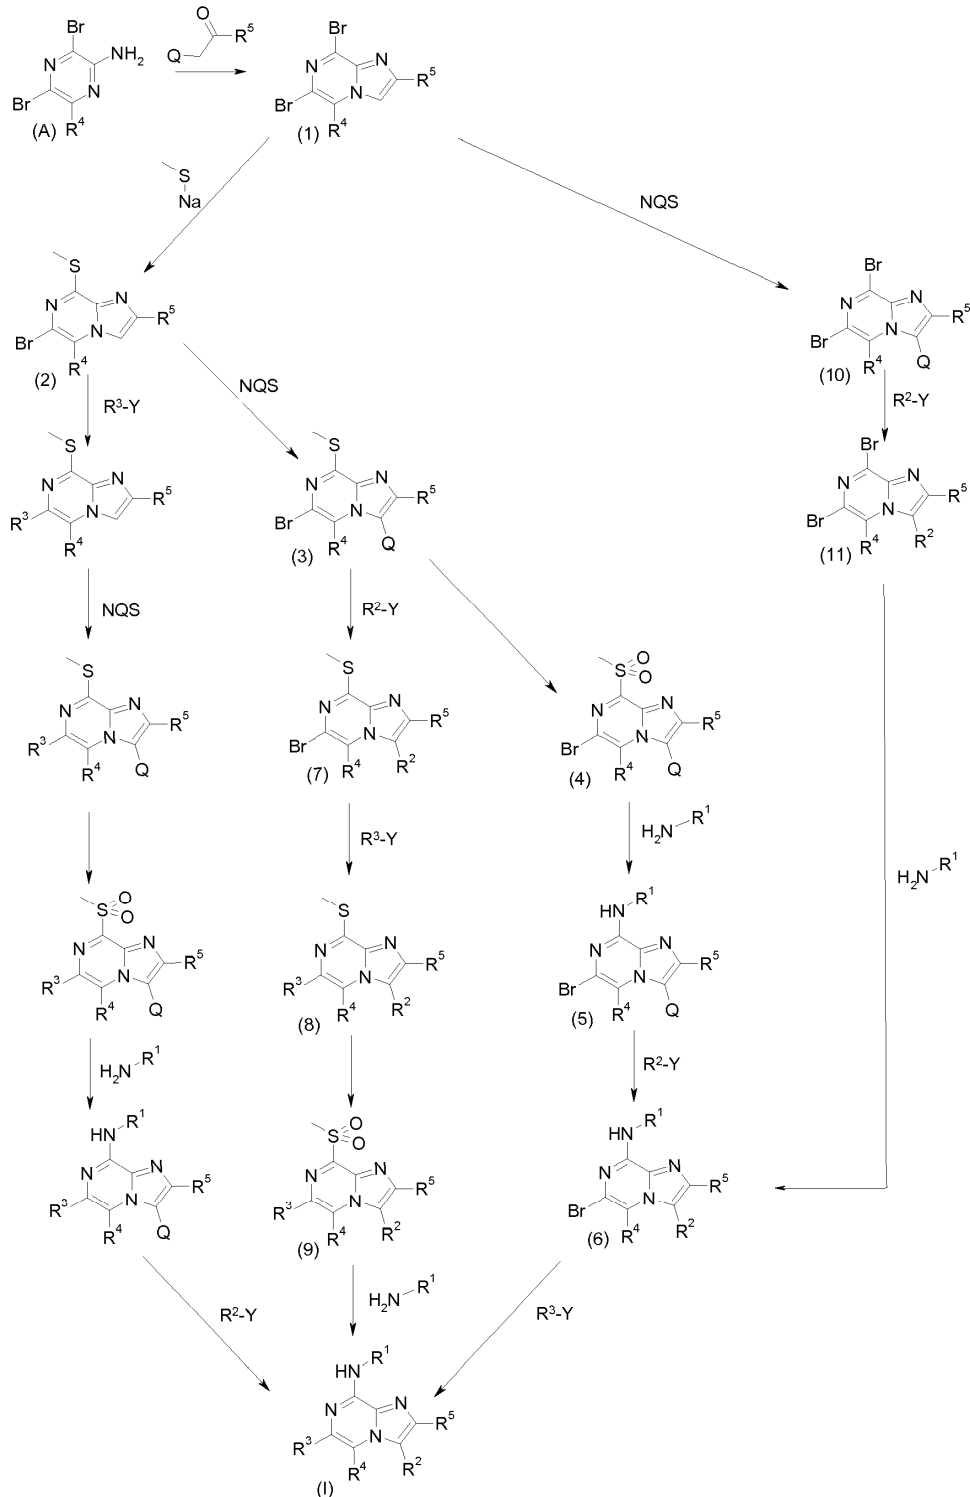 Br
O
N
NH₂
Q
R⁵
Br
N
R⁴
(A)
Br
N
N
R⁵
Br
N
R⁴
(1)
S
Na
NQS
S
N
N
R⁵
Br
N
R⁴
(2)
Br
N
N
R⁵
Br
N
R⁴
Q
(10)
R³-Y
NQS
R²-Y
S
N
N
R⁵
R³
N
R⁴
S
N
N
R⁵
Br
N
R⁴
Q
(3)
Br
N
N
R⁵
Br
N
R⁴
R²
(11)
NQS
R²-Y
S
N
N
R⁵
R³
N
R⁴
Q
S
N
N
R⁵
Br
N
R⁴
R²
(7)
S
O
O
N
N
R⁵
Br
N
R⁴
Q
(4)
R³-Y
H₂N
R¹
H₂N
R¹
S
O
O
N
N
R⁵
R³
N
R⁴
Q
S
N
N
R⁵
R³
N
R⁴
R²
(8)
HN
R¹
N
N
R⁵
Br
N
R⁴
Q
(5)
H₂N
R¹
R²-Y
HN
R¹
N
N
R⁵
R³
N
R⁴
Q
S
O
O
N
N
R⁵
R³
N
R⁴
R²
(9)
HN
R¹
N
N
R⁵
Br
N
R⁴
R²
(6)
R²-Y
H₂N
R¹
R³-Y
HN
R¹
N
N
R⁵
R³
N
R⁴
R²
(I)